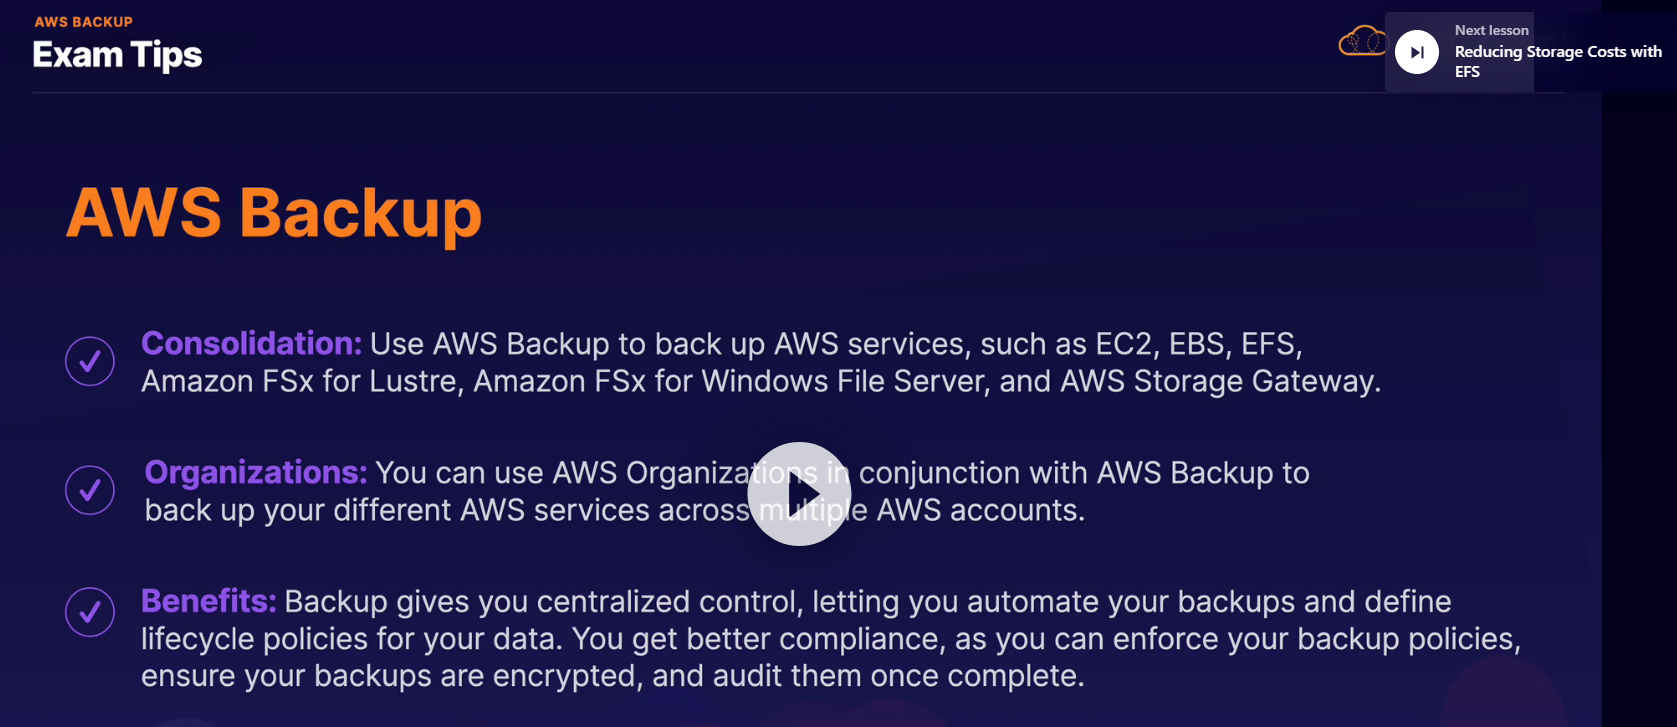 AWS BACKUP
Exam Tips
Next lesson
Reducing Storage Costs with
EFS
AWS Backup
Consolidation: Use AWS Backup to back up AWS services, such as EC2, EBS, EFS,
Amazon FSx for Lustre, Amazon FSx for Windows File Server, and AWS Storage Gateway.
Organizations: You can use AWS Organizations in conjunction with AWS Backup to
back up your different AWS services across multiple AWS accounts.
Benefits: Backup gives you centralized control, letting you automate your backups and define
lifecycle policies for your data. You get better compliance, as you can enforce your backup policies,
ensure your backups are encrypted, and audit them once complete.